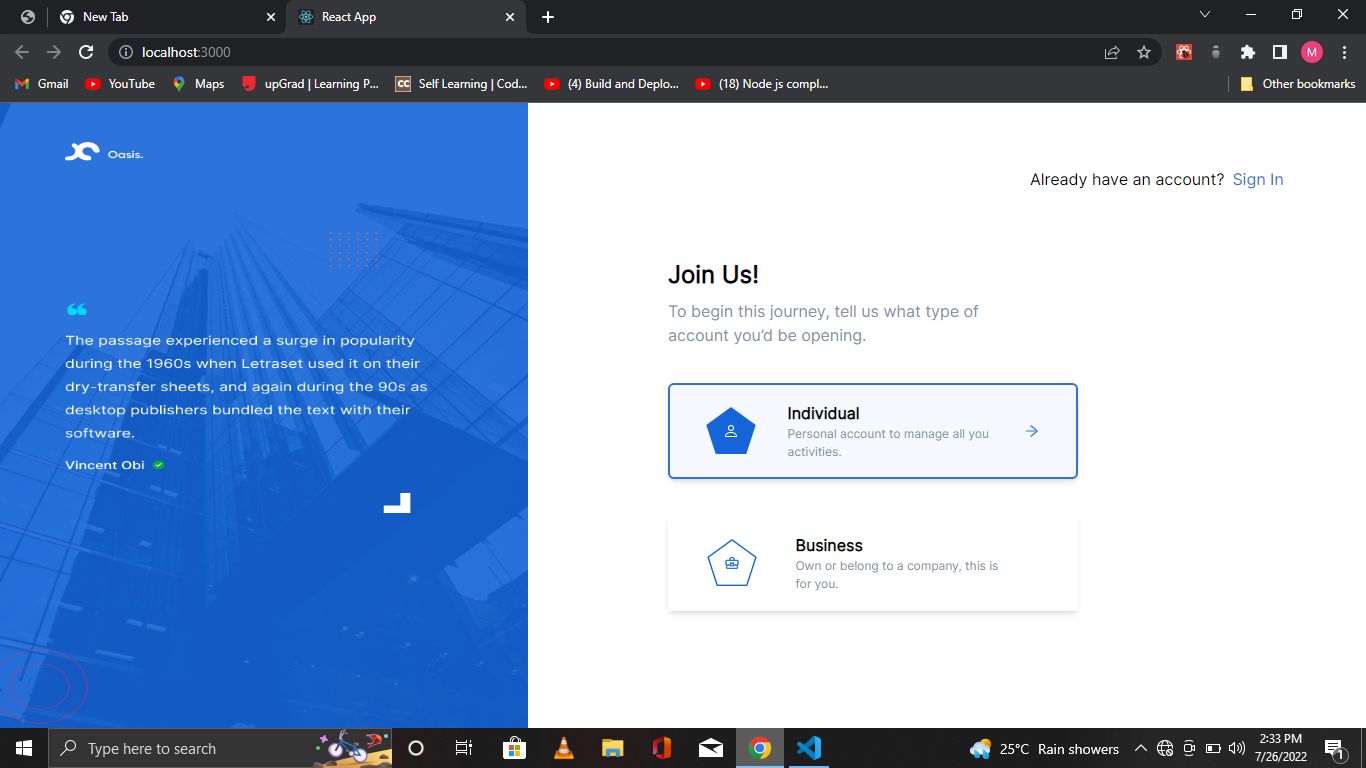 New Tab
React App
localhost:3000
Gmail
YouTube
Maps
upGrad | Learning P...
CC
Self Learning | Cod...
(4) Build and Deplo...
(18) Node js compl...
Other bookmarks
M
Oasis.
Already have an account? Sign In
Join Us!
To begin this journey, tell us what type of
account you'd be opening.
The passage experienced a surge in popularity
during the 1960s when Letraset used it on their
dry-transfer sheets, and again during the 90s as
desktop publishers bundled the text with their
software.
Vincent Obi
Individual
Personal account to manage all you
activities.
Business
Own or belong to a company, this is
for you.
Type here to search
25°C Rain showers
2:33 PM
7/26/2022
1